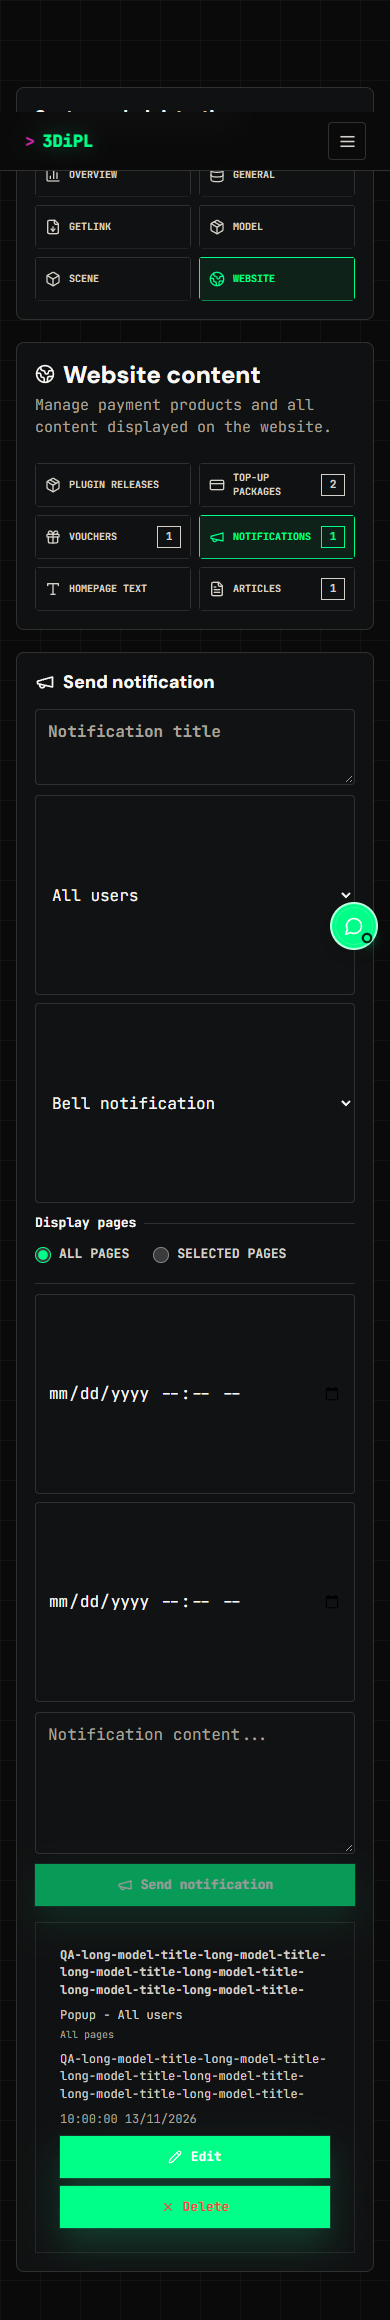 > 3DiPL
OVERVIEW
GENERAL
GETLINK
MODEL
SCENE
WEBSITE
Website content
Manage payment products and all
content displayed on the website.
PLUGIN RELEASES
TOP-UP
PACKAGES
2
VOUCHERS
1
NOTIFICATIONS
1
HOMEPAGE TEXT
ARTICLES
1
Send notification
Notification title
All users
Bell notification
Display pages
ALL PAGES
SELECTED PAGES
mm/dd/yyyy --:-- --
mm/dd/yyyy --:-- --
Notification content...
Send notification
QA-long-model-title-long-model-title-
long-model-title-long-model-title-
long-model-title-long-model-title-
Popup - All users
All pages
QA-long-model-title-long-model-title-
long-model-title-long-model-title-
long-model-title-long-model-title-
10:00:00 13/11/2026
Edit
Delete